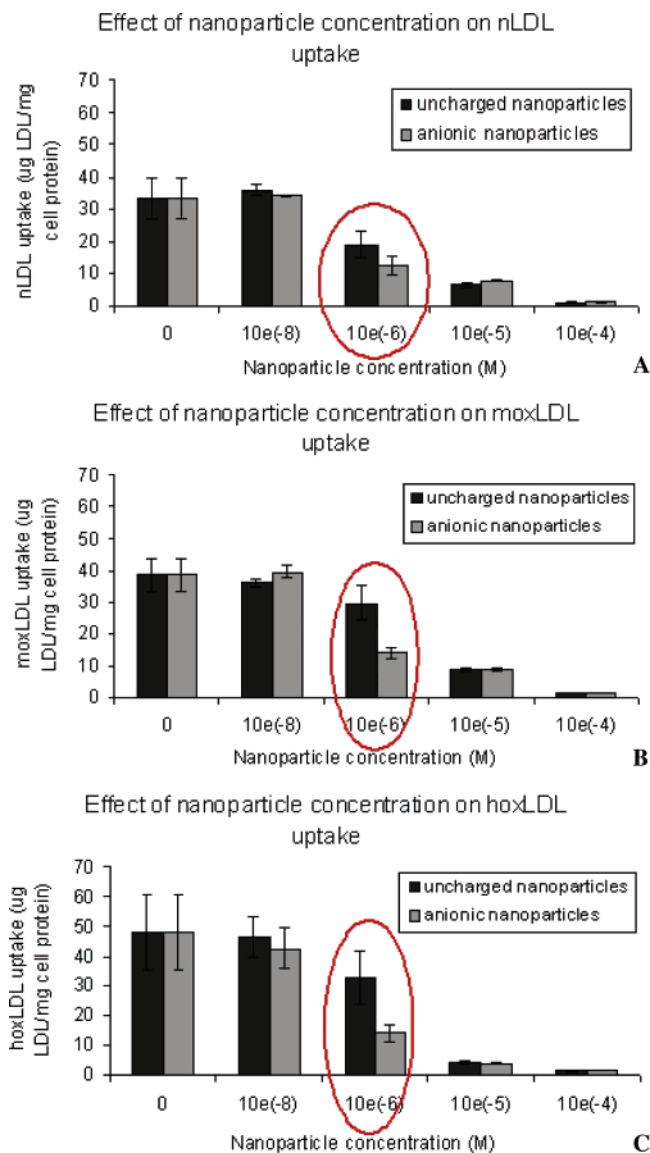 Effect of nanoparticle concentration on nLDL
uptake
nLDL uptake (ug LDL/mg
cell protein)
70
60
50
40
30
20
10
0
uncharged nanoparticles
anionic nanoparticles
0 10e(-8) 10e(-6) 10e(-5) 10e(-4)
Nanoparticle concentration (M)
A
Effect of nanoparticle concentration on moxLDL
uptake
moxLDL uptake (ug
LDL/mg cell protein)
70
60
50
40
30
20
10
0
uncharged nanoparticles
anionic nanoparticles
0 10e(-8) 10e(-6) 10e(-5) 10e(-4)
Nanoparticle concentration (M)
B
Effect of nanoparticle concentration on hoxLDL
uptake
hoxLDL uptake (ug
LDL/mg cell protein)
70
60
50
40
30
20
10
0
uncharged nanoparticles
anionic nanoparticles
0 10e(-8) 10e(-6) 10e(-5) 10e(-4)
Nanoparticle concentration (M)
C